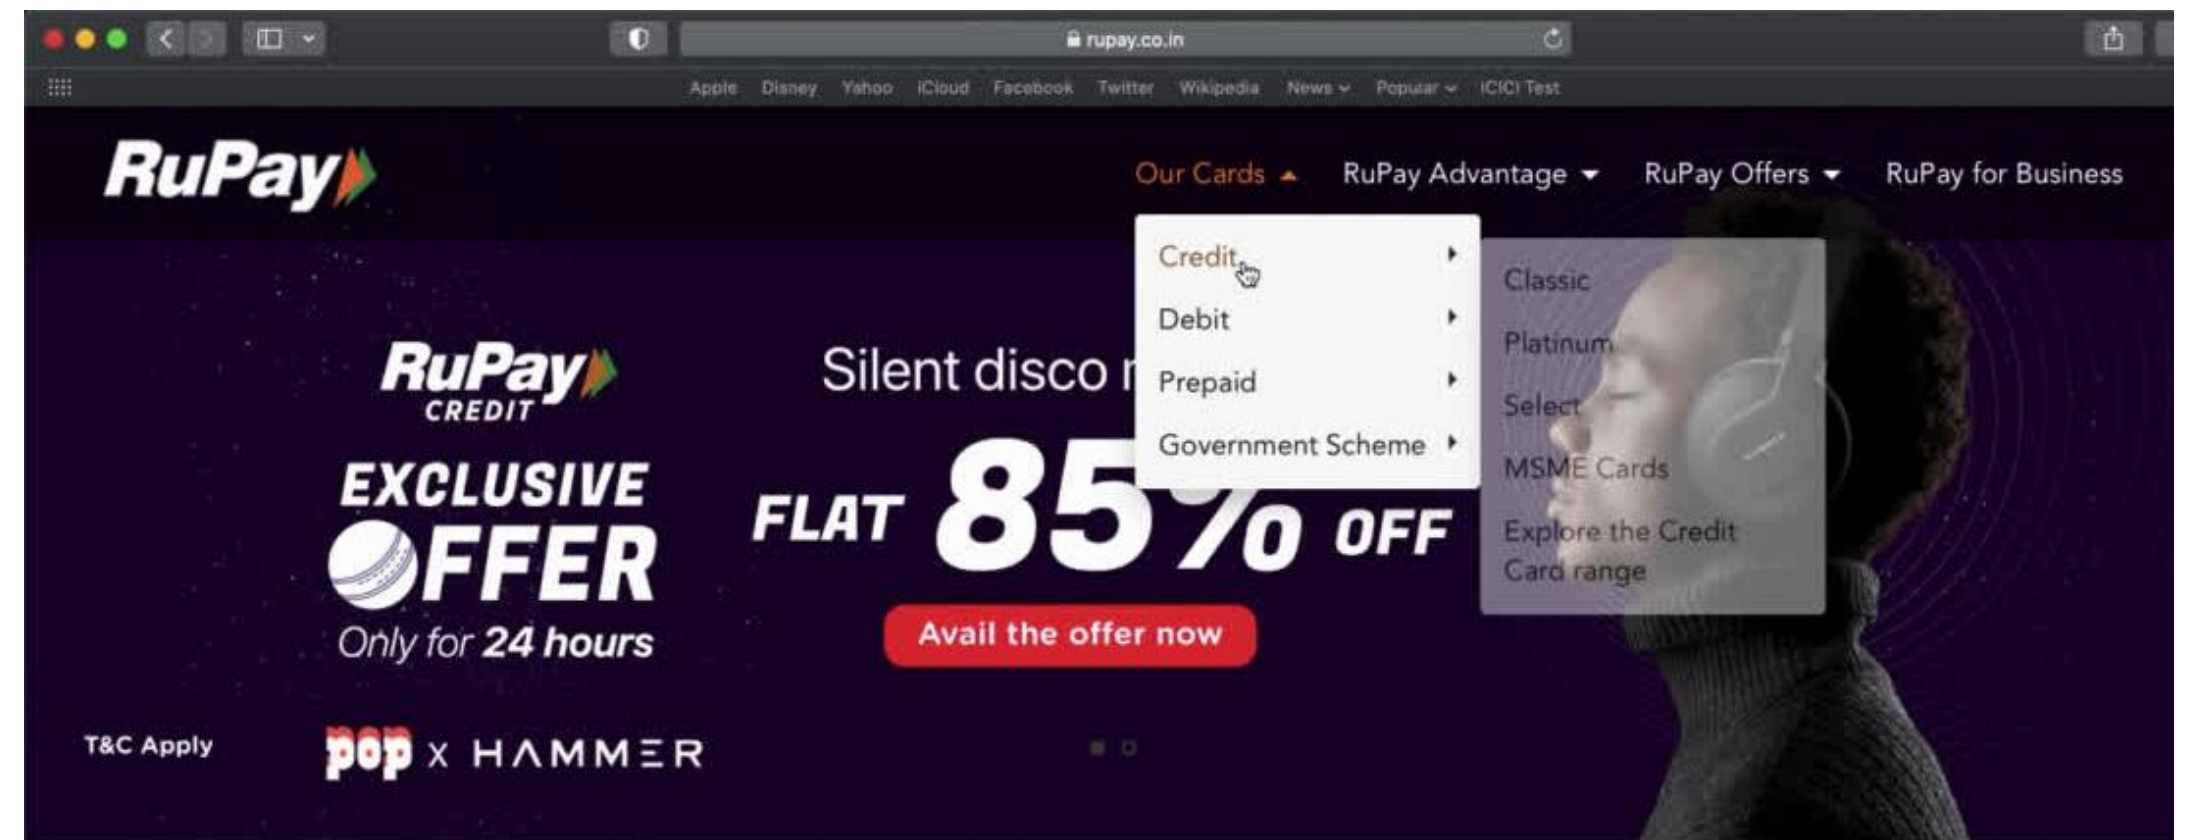 rupay.co.in
Apple Disney Yahoo iCloud Facebook Twitter Wikipedia News Popular ICICI Test
RuPay
Our Cards RuPay Advantage RuPay Offers RuPay for Business
Credit
Debit
Prepaid
Government Scheme
Classic
Platinum
Select
MSME Cards
Explore the Credit
Card range
RuPay
CREDIT
EXCLUSIVE
OFFER
Only for 24 hours
Silent disco
FLAT 85% OFF
Avail the offer now
T&C Apply
pop x HAMMER